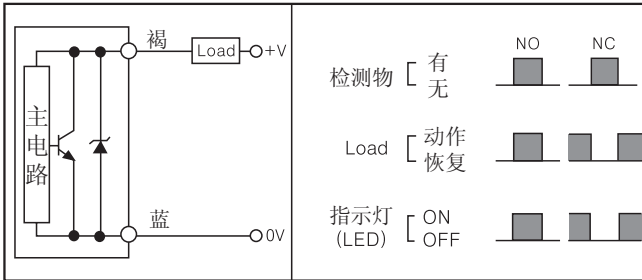 褐
Load
+V
主电路
蓝
0V
NO NC
检测物 有
无
Load 动作
恢复
指示灯 ON
(LED) OFF